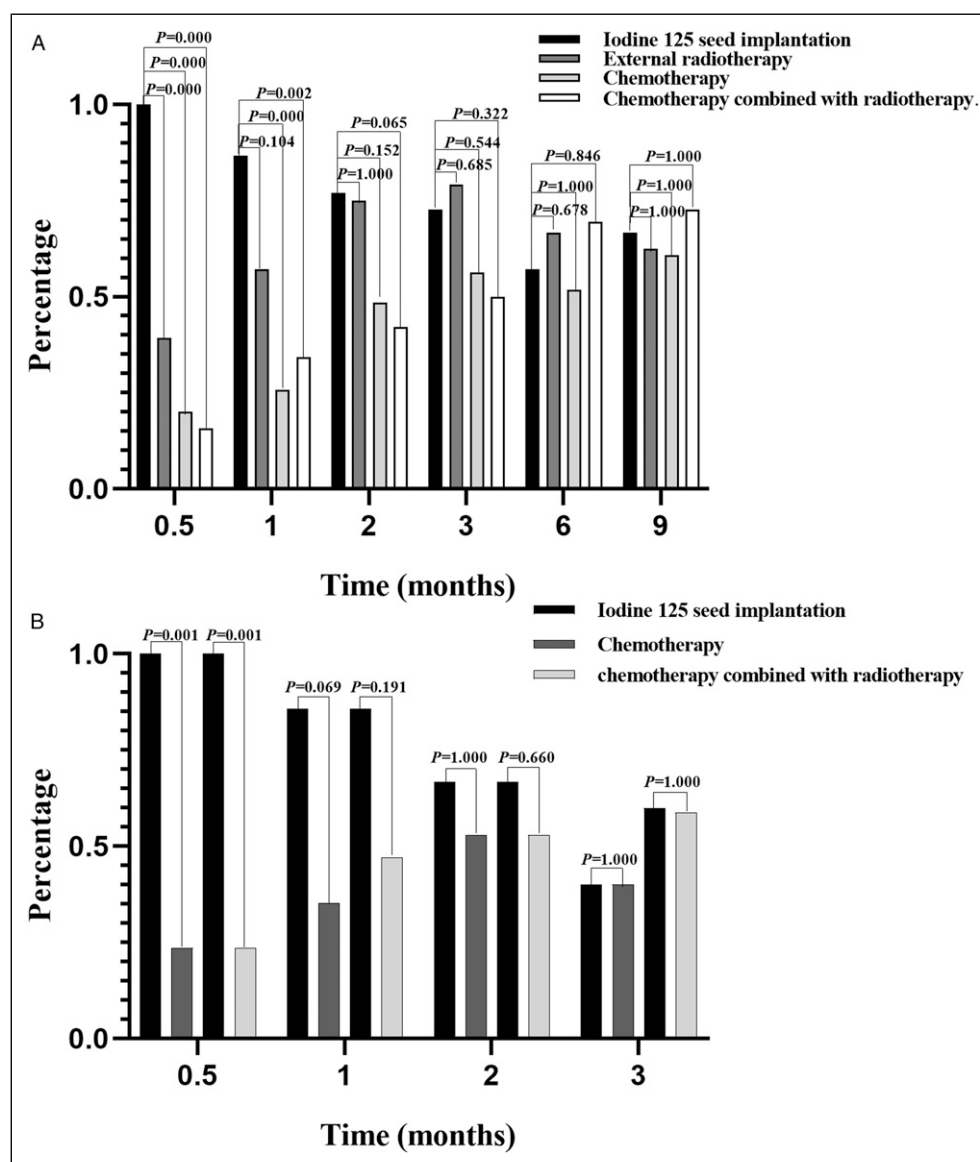 A
Iodine 125 seed implantation
External radiotherapy
Chemotherapy
Chemotherapy combined with radiotherapy.
P=0.000
P=0.000
P=0.000
P=0.002
P=0.000
P=0.104
P=0.065
P=0.152
P=1.000
P=0.322
P=0.544
P=0.685
P=0.846
P=1.000
P=0.678
P=1.000
P=1.000
P=1.000
1.0
0.5
0.0
Percentage
0.5 1 2 3 6 9
Time (months)
B
Iodine 125 seed implantation
Chemotherapy
chemotherapy combined with radiotherapy
P=0.001 P=0.001
P=0.069 P=0.191
P=1.000 P=0.660
P=1.000
P=1.000
1.0
0.5
0.0
Percentage
0.5 1 2 3
Time (months)